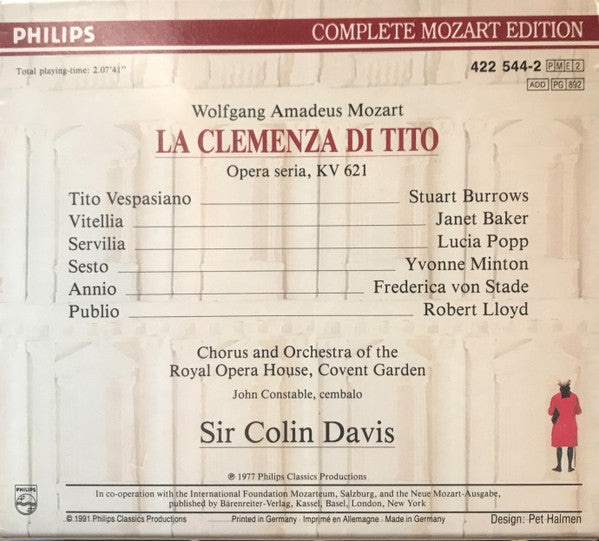 PHILIPS COMPLETE MOZART EDITION
Total playing-time: 2.07'41" 422 544-2 PME 2
ADD PG 892
Wolfgang Amadeus Mozart
LA CLEMENZA DI TITO
Opera seria, KV 621
Tito Vespasiano Stuart Burrows
Vitellia Janet Baker
Servilia Lucia Popp
Sesto Yvonne Minton
Annio Frederica von Stade
Publio Robert Lloyd
Chorus and Orchestra of the
Royal Opera House, Covent Garden
John Constable, cembalo
Sir Colin Davis
℗ 1977 Philips Classics Productions
PHILIPS
In co-operation with the International Foundation Mozarteum, Salzburg, and the Neue Mozart-Ausgabe,
published by Bärenreiter-Verlag, Kassel, Basel, London, New York
© 1991 Philips Classics Productions Printed in Germany · Imprimé en Allemagne · Made in Germany Design: Pet Halmen